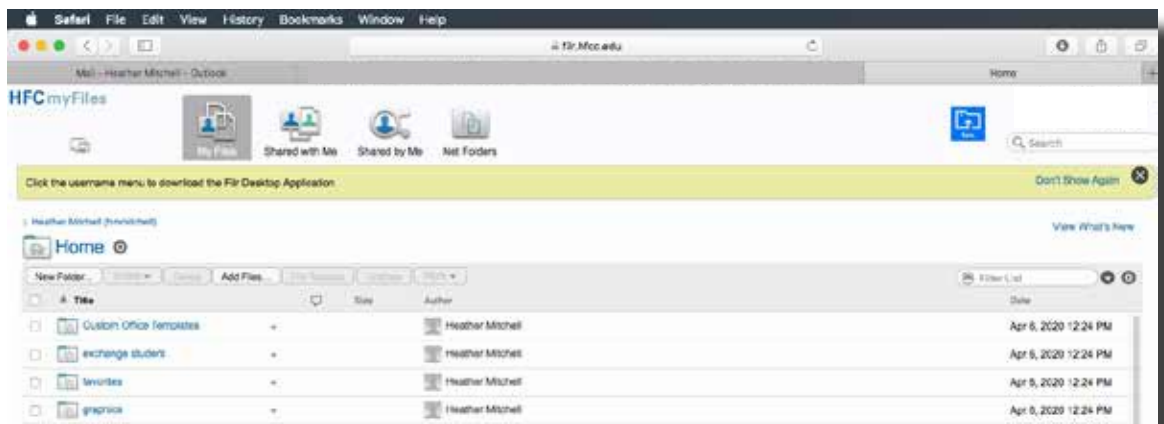 Safari File Edit View History Bookmarks Window Help
filr.hfcc.edu
Mail - Heather Mitchell - Outlook
Home
HFC myFiles
My Files
Shared with Me
Shared by Me
Net Folders
Search
Click the username menu to download the Filr Desktop Application
Don't Show Again
Heather Mitchell
View What's New
Home
New Folder... Add Files...
Filter List
Title Size Author Date
Custom Office Templates Heather Mitchell Apr 6, 2020 12:24 PM
exchange student Heather Mitchell Apr 6, 2020 12:24 PM
favorites Heather Mitchell Apr 6, 2020 12:24 PM
graphics Heather Mitchell Apr 6, 2020 12:24 PM